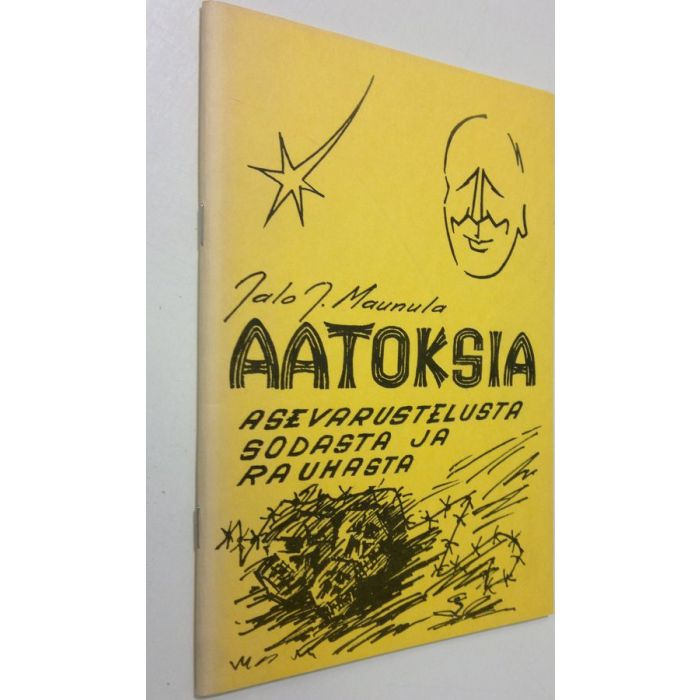 Jalo J. Maunula
AATOKSIA
ASEVARUSTELUSTA
SODASTA JA
RAUHASTA